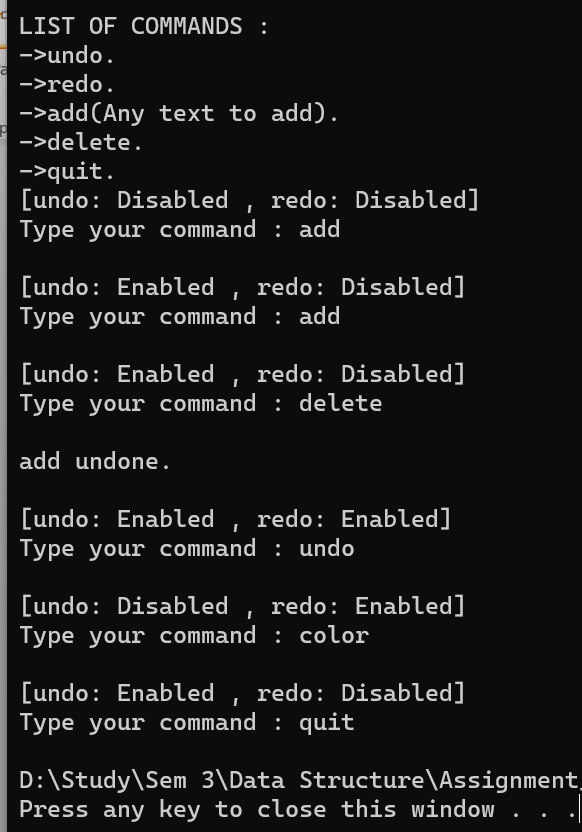 LIST OF COMMANDS :
->undo.
->redo.
->add(Any text to add).
->delete.
->quit.
[undo: Disabled , redo: Disabled]
Type your command : add
[undo: Enabled , redo: Disabled]
Type your command : add
[undo: Enabled , redo: Disabled]
Type your command : delete
add undone.
[undo: Enabled , redo: Enabled]
Type your command : undo
[undo: Disabled , redo: Enabled]
Type your command : color
[undo: Enabled , redo: Disabled]
Type your command : quit
D:\Study\Sem 3\Data Structure\Assignment_
Press any key to close this window . . .